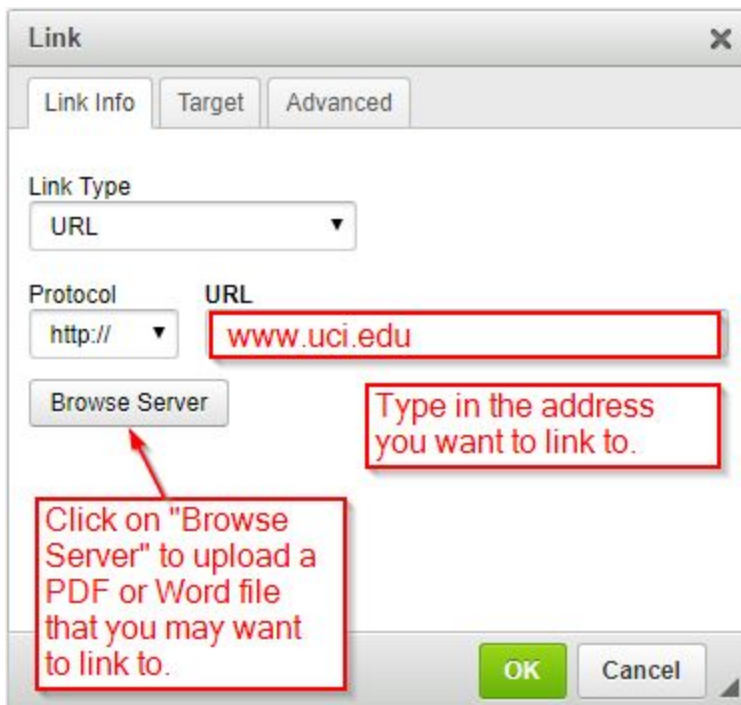 Link
Link Info Target Advanced
Link Type
URL
Protocol URL
http:// www.uci.edu
Browse Server
Type in the address
you want to link to.
Click on "Browse
Server" to upload a
PDF or Word file
that you may want
to link to.
OK Cancel